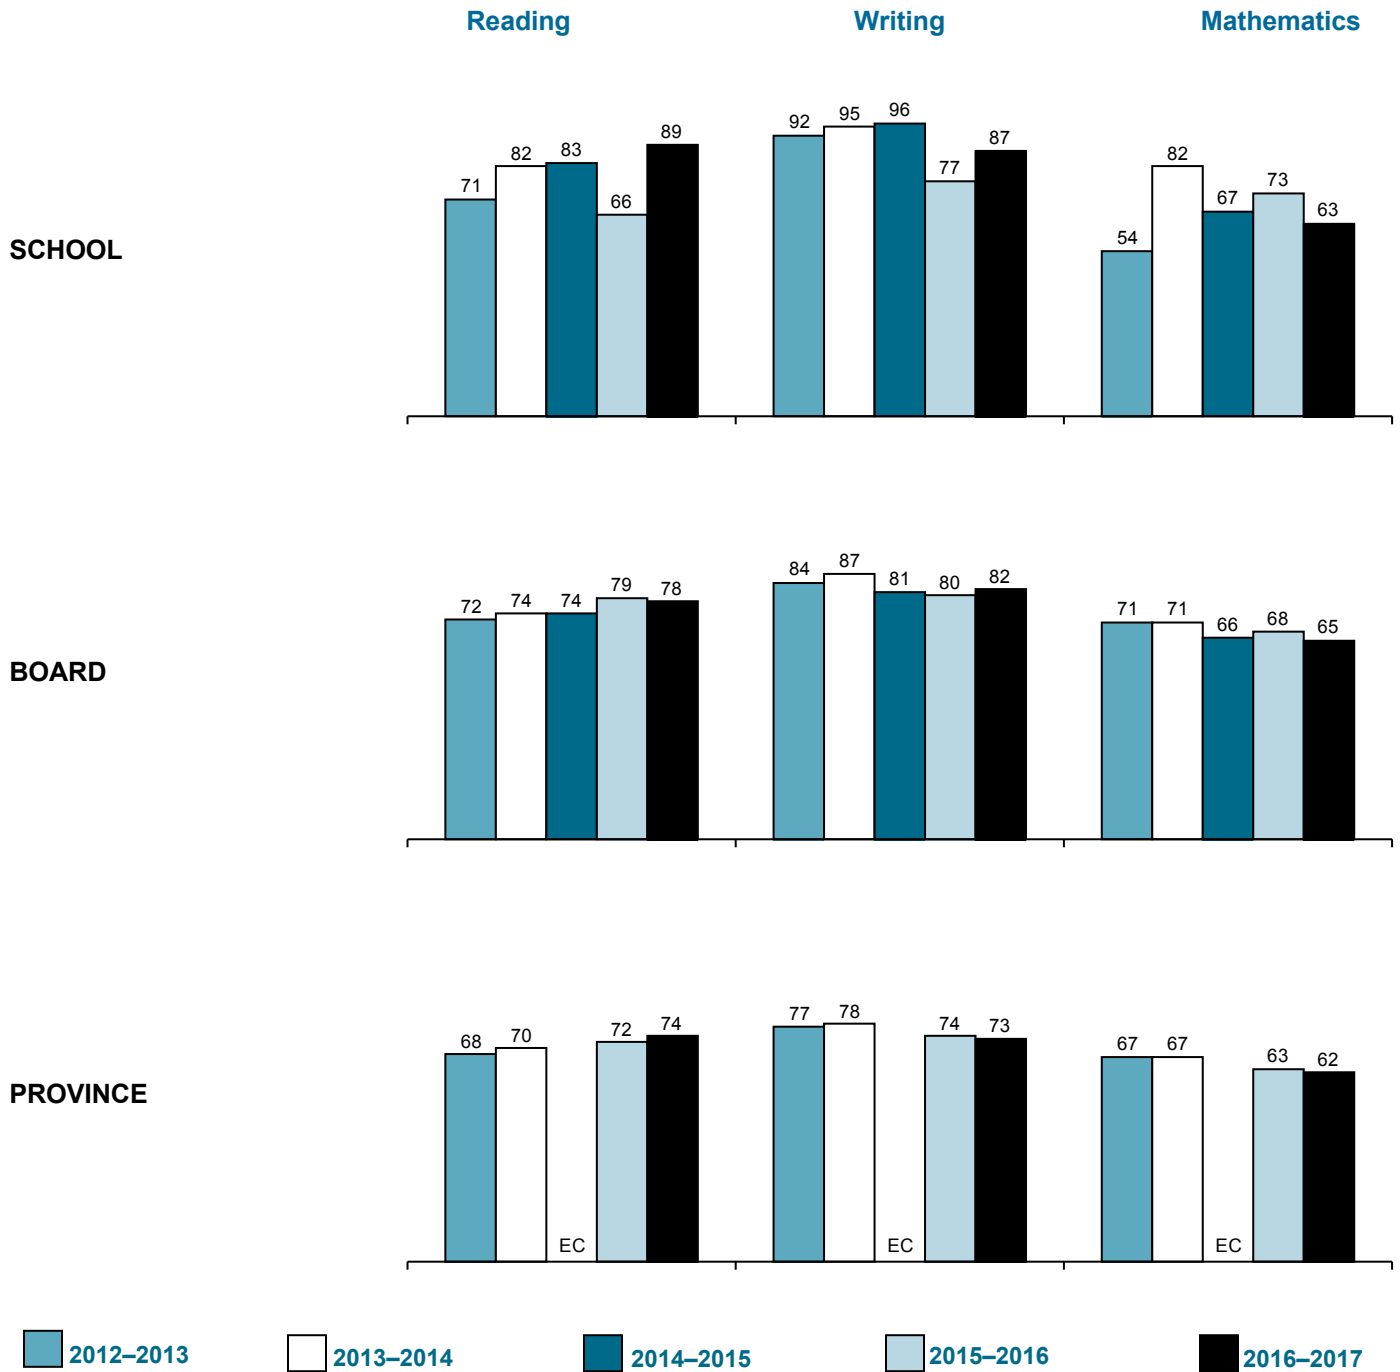 Reading Writing Mathematics
SCHOOL
71 82 83 66 89 92 95 96 77 87 54 82 67 73 63
BOARD
72 74 74 79 78 84 87 81 80 82 71 71 66 68 65
PROVINCE
68 70 EC 72 74 77 78 EC 74 73 67 67 EC 63 62
2012–2013 2013–2014 2014–2015 2015–2016 2016–2017